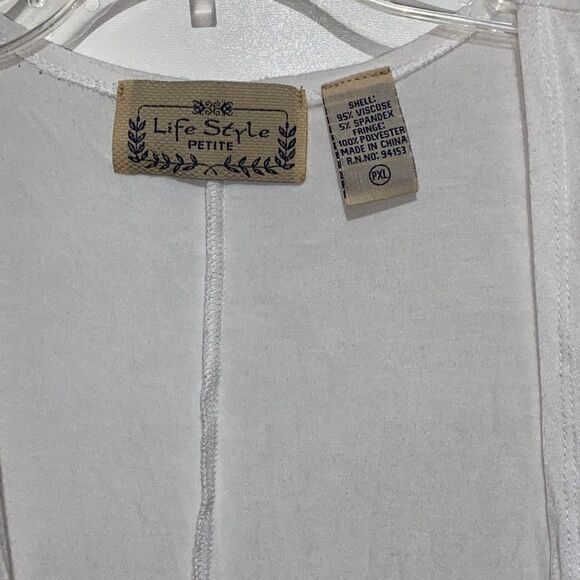 Life Style
PETITE
SHELL:
95% VISCOSE
5% SPANDEX
FRINGE:
100% POLYESTER
MADE IN CHINA
R.N.NO: 94153
PXL